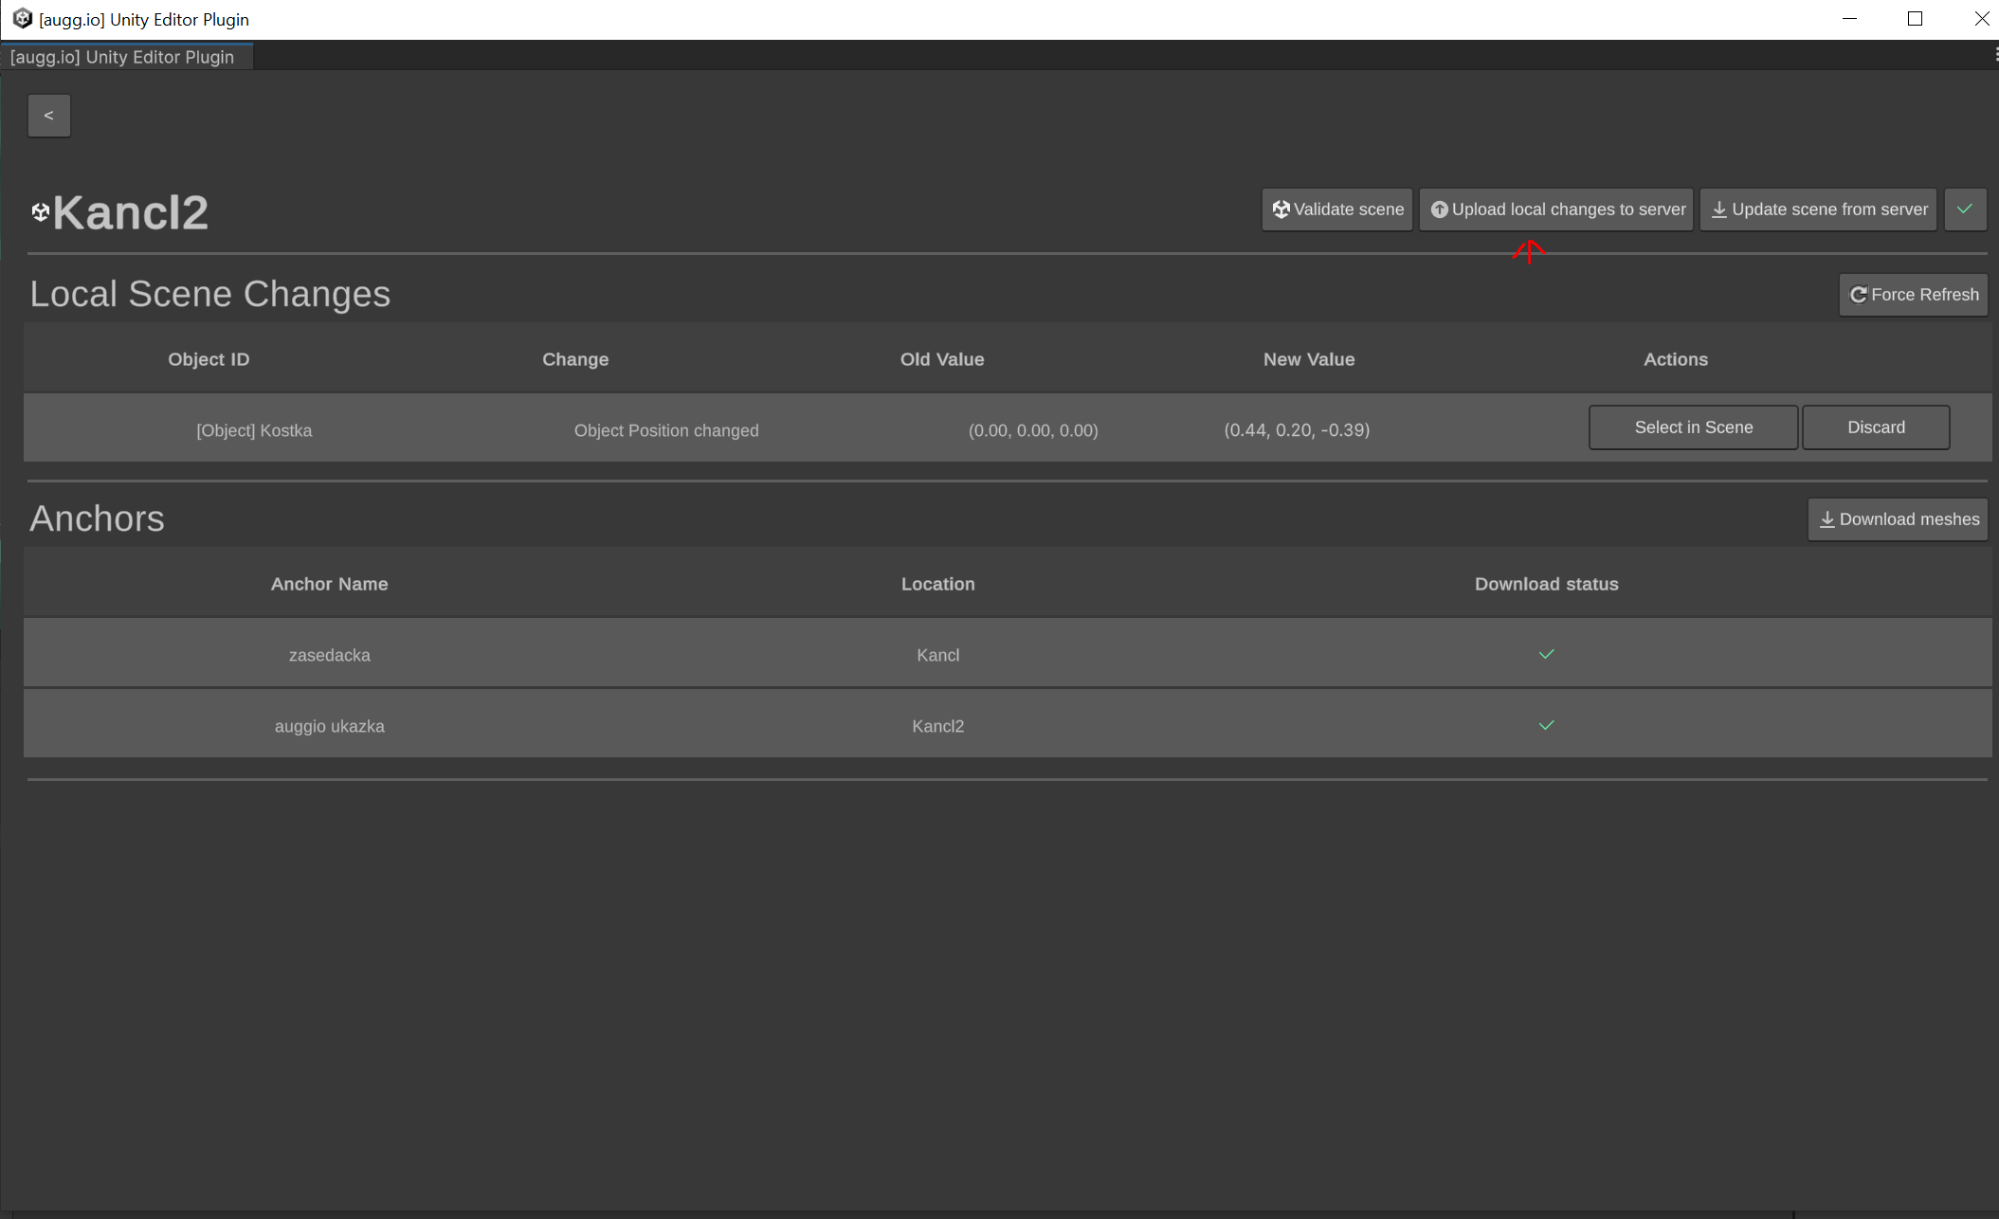 [augg.io] Unity Editor Plugin
[augg.io] Unity Editor Plugin
<
Kancl2
Validate scene
Upload local changes to server
Update scene from server
Local Scene Changes
Force Refresh
Object ID
Change
Old Value
New Value
Actions
[Object] Kostka
Object Position changed
(0.00, 0.00, 0.00)
(0.44, 0.20, -0.39)
Select in Scene
Discard
Anchors
Download meshes
Anchor Name
Location
Download status
zasedacka
Kancl
auggio ukazka
Kancl2